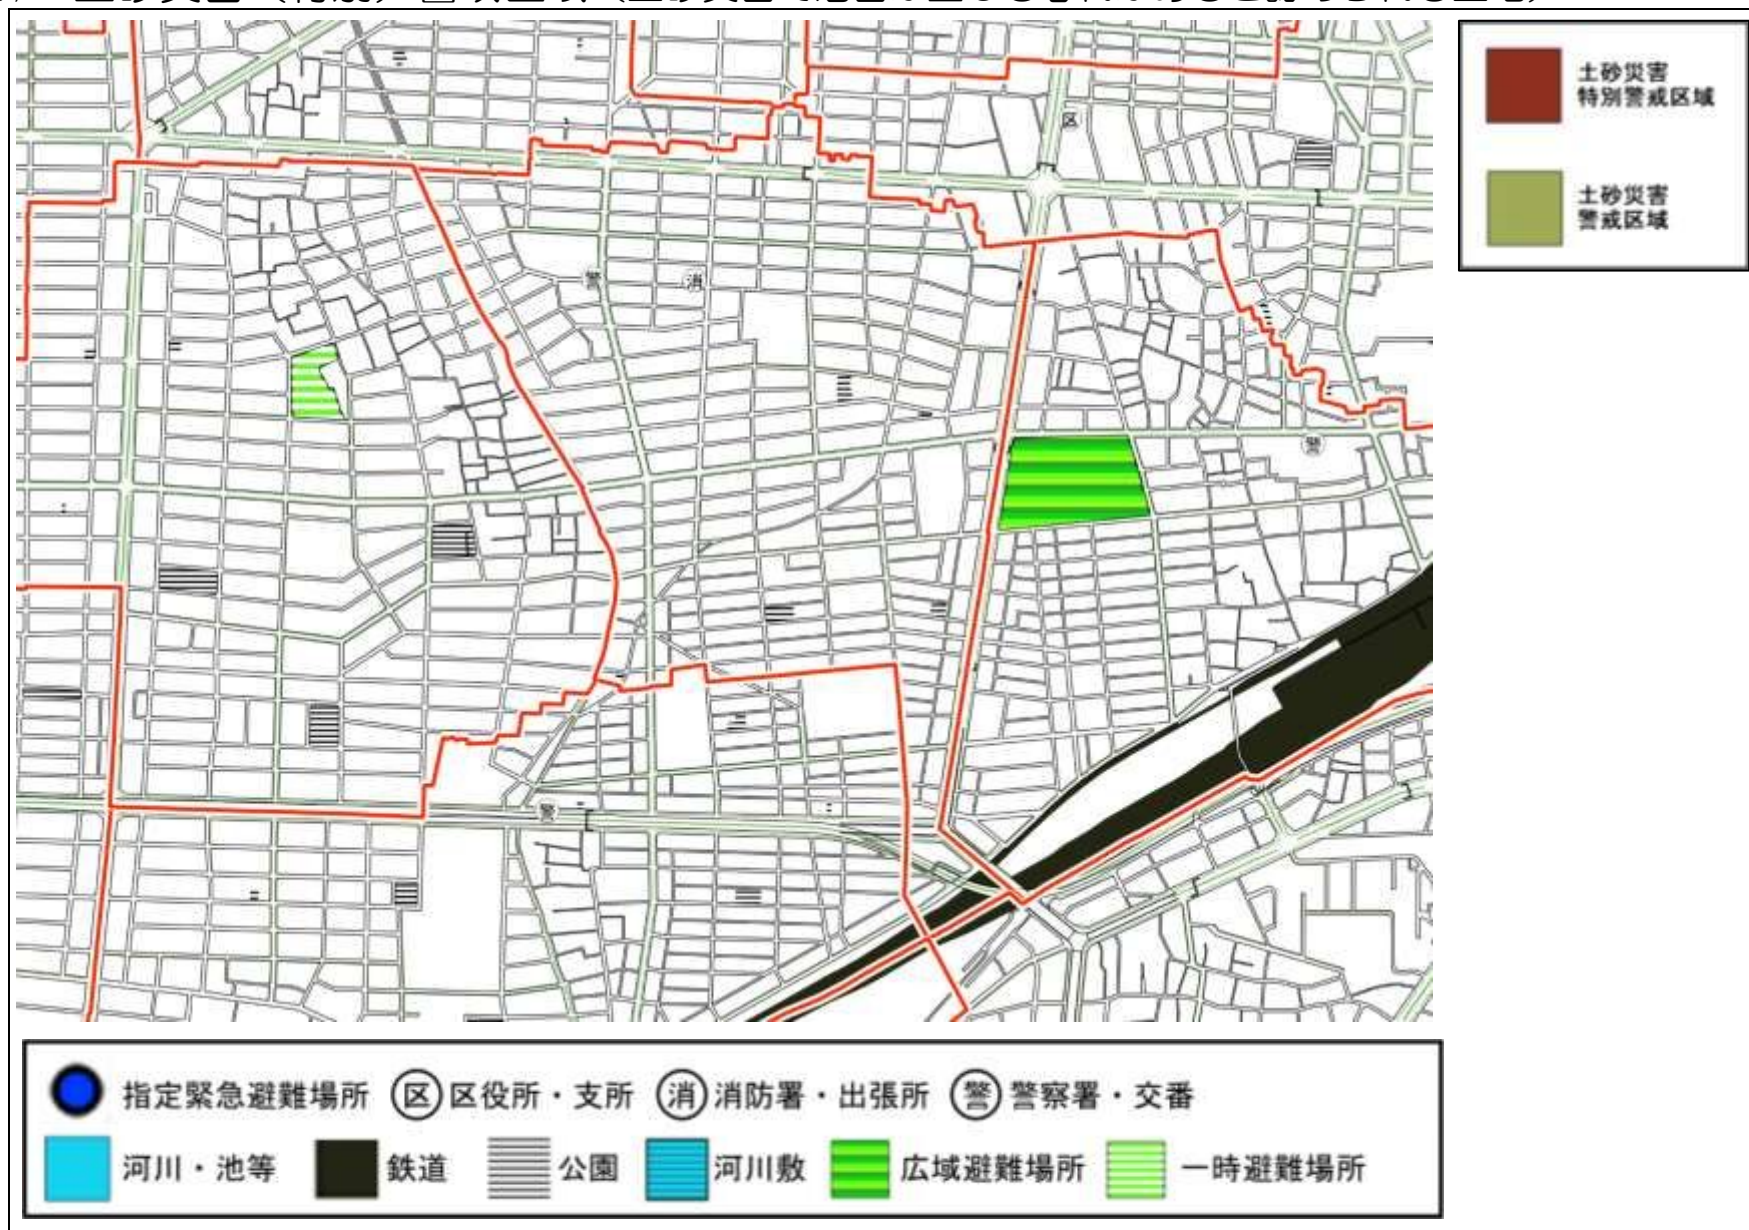 土砂災害
特別警戒区域
土砂災害
警戒区域
区
警
消
警
警
指定緊急避難場所 区 区役所・支所 消 消防署・出張所 警 警察署・交番
河川・池等 鉄道 公園 河川敷 広域避難場所 一時避難場所